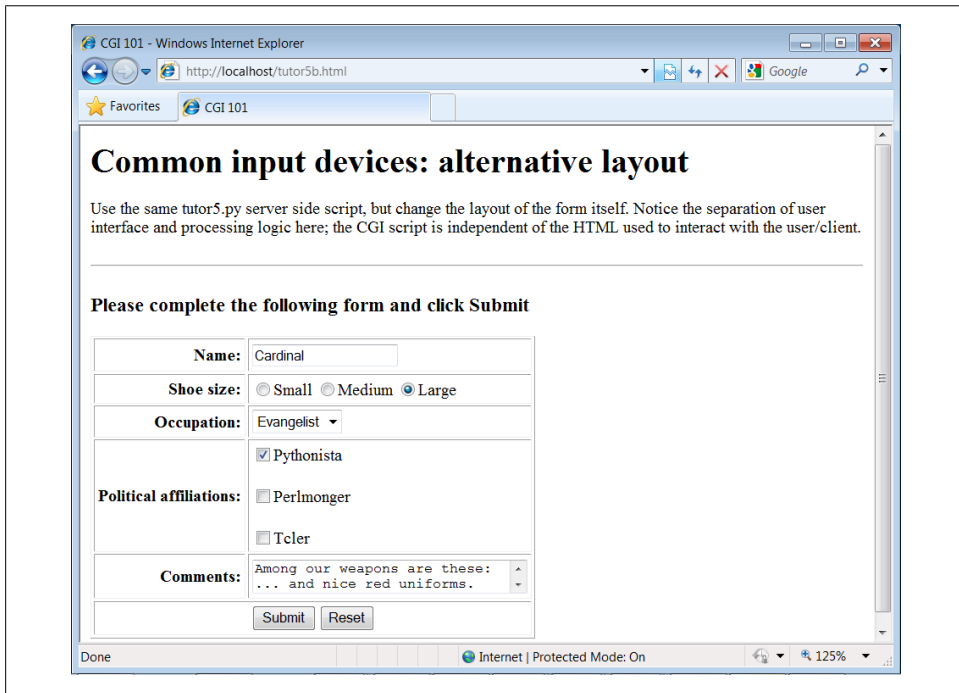 CGI 101 - Windows Internet Explorer
http://localhost/tutor5b.html
Google
Favorites
CGI 101
Common input devices: alternative layout
Use the same tutor5.py server side script, but change the layout of the form itself. Notice the separation of user
interface and processing logic here; the CGI script is independent of the HTML used to interact with the user/client.
Please complete the following form and click Submit
Name: Cardinal
Shoe size: Small Medium Large
Occupation: Evangelist
Political affiliations:
Pythonista
Perlmonger
Tcler
Comments:
Among our weapons are these:
... and nice red uniforms.
Submit Reset
Done
Internet | Protected Mode: On
125%